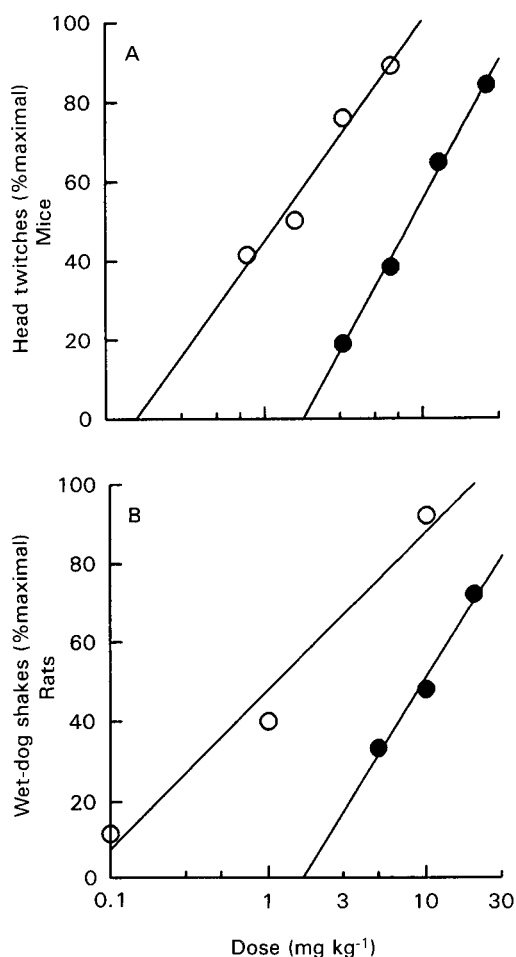 100
80
60
40
20
0
A
Head twitches (%maximal)
Mice
100
80
60
40
20
0
B
Wet-dog shakes (%maximal)
Rats
0.1
1
3
10
30
Dose (mg kg-1)